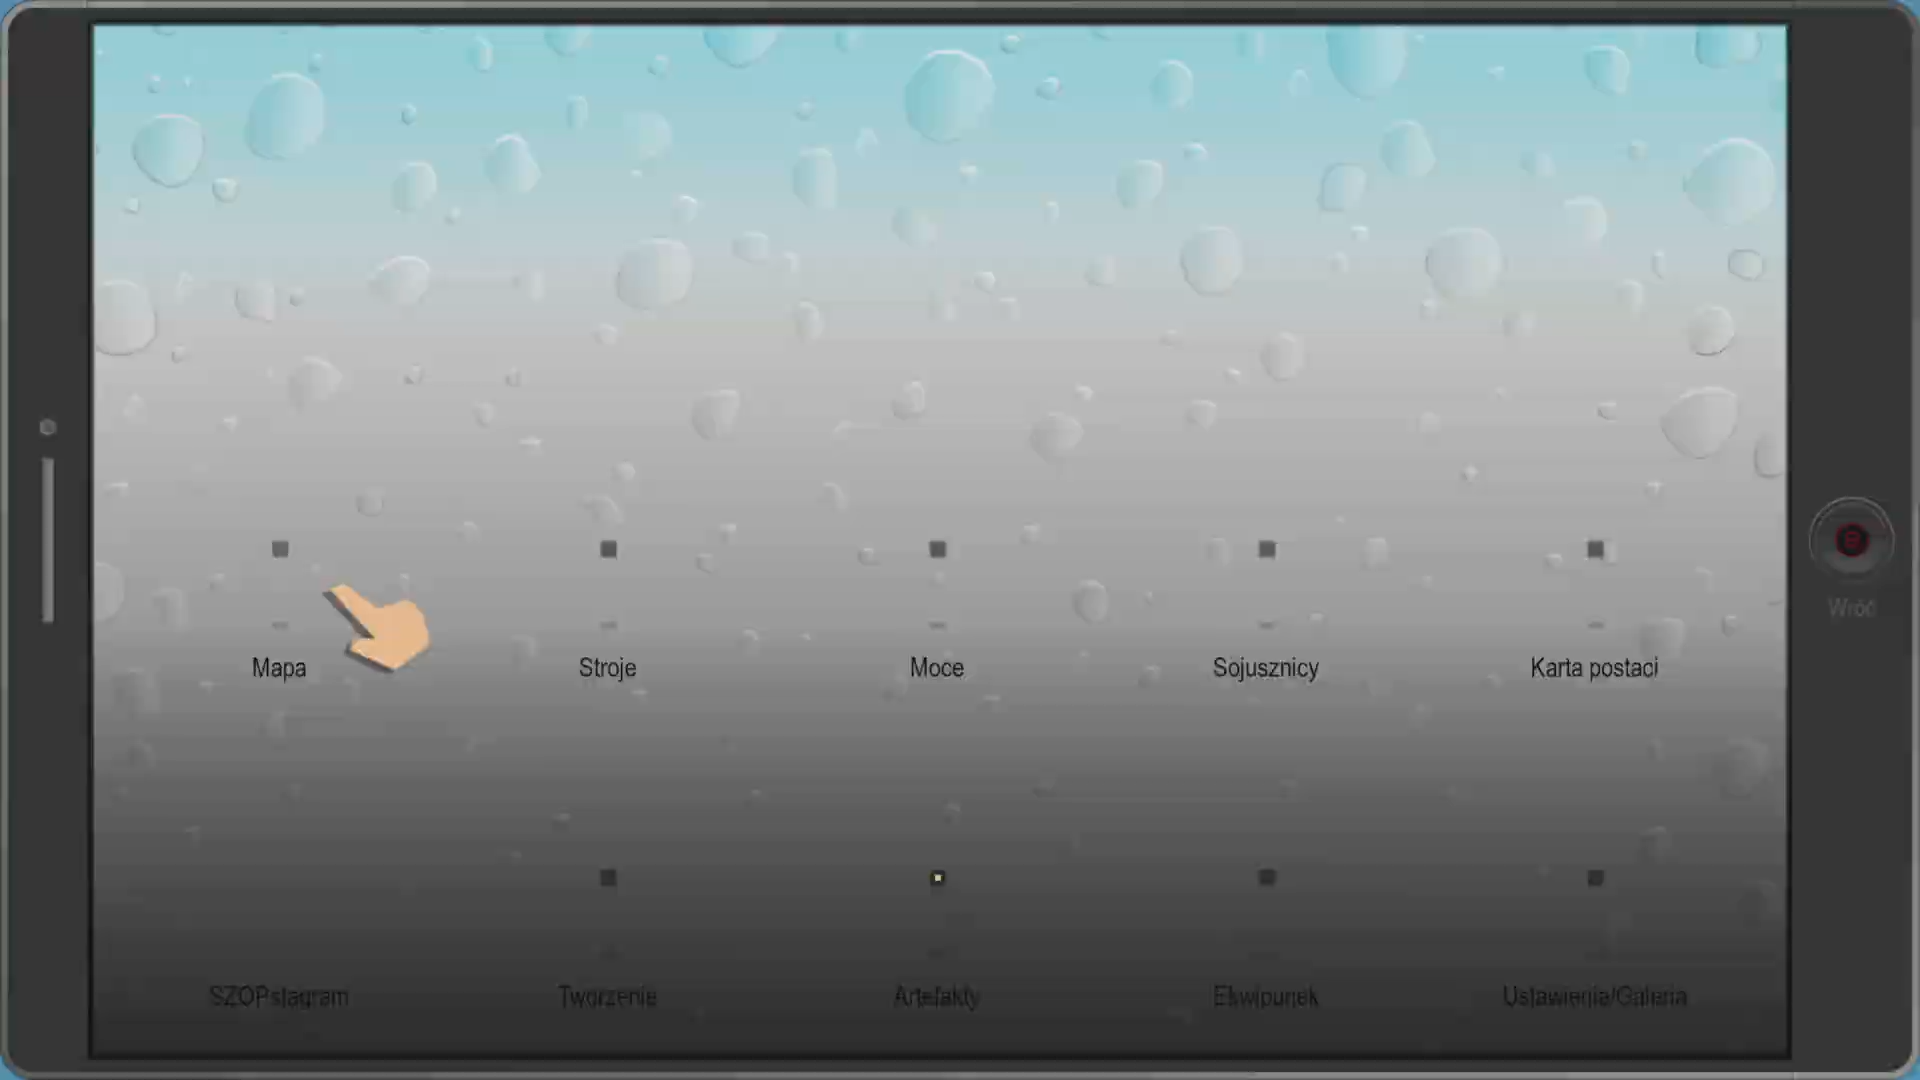 B
Wróć
Mapa
Stroje
Moce
Sojusznicy
Karta postaci
SZOPstagram
Tworzenie
Artefakty
Ekwipunek
Ustawienia/Galeria